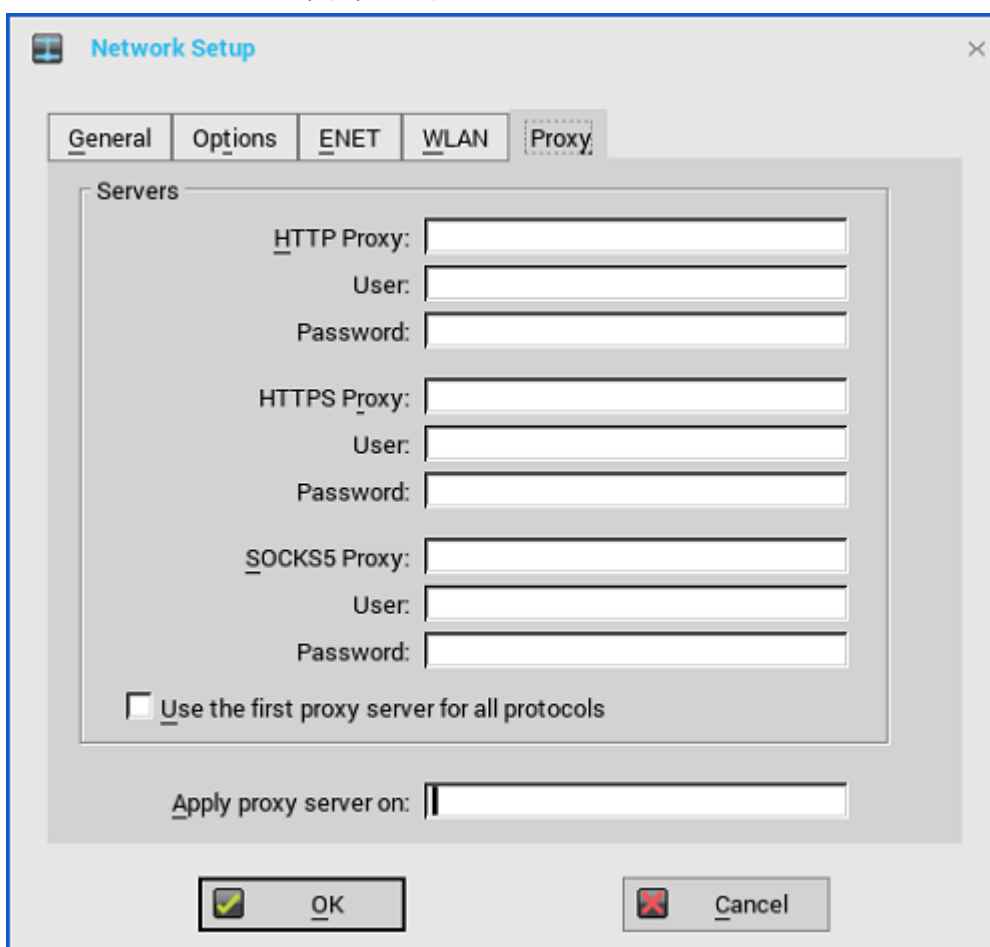 Network Setup
General Options ENET WLAN Proxy
Servers
HTTP Proxy:
User:
Password:
HTTPS Proxy:
User:
Password:
SOCKS5 Proxy:
User:
Password:
Use the first proxy server for all protocols
Apply proxy server on:
OK Cancel